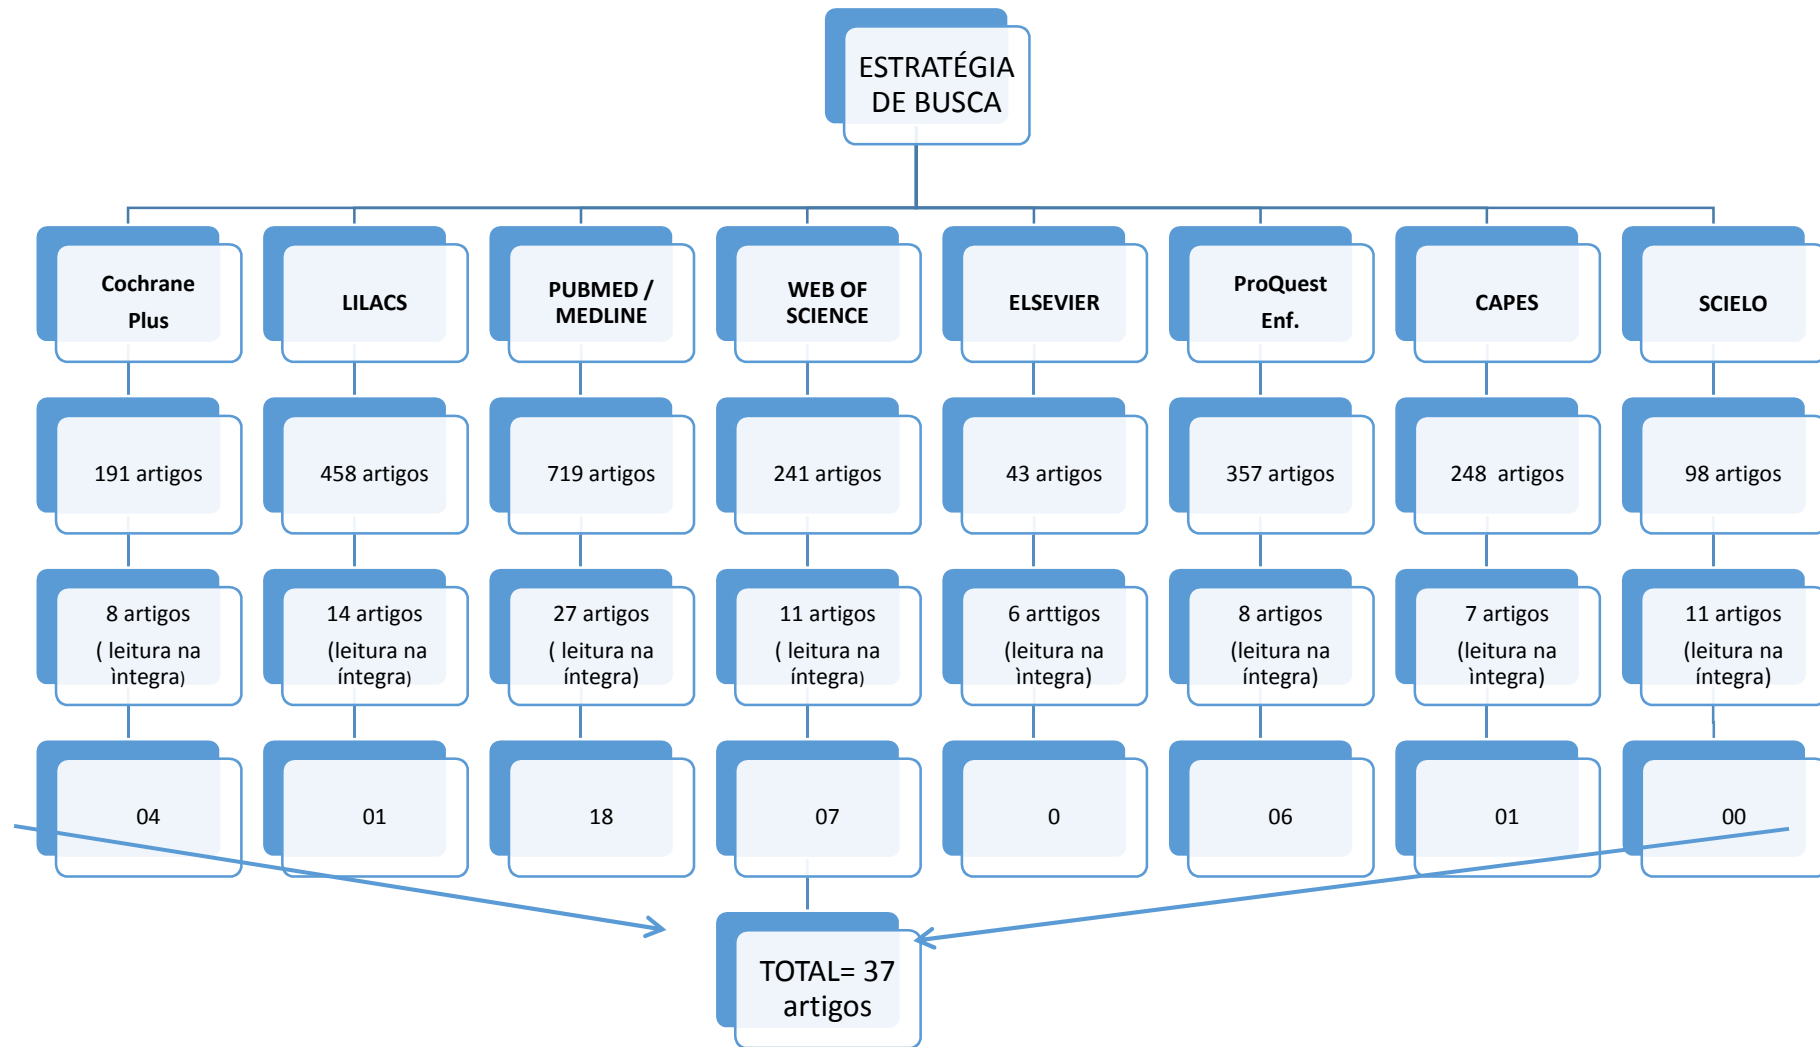 ESTRATÉGIA
DE BUSCA
Cochrane
Plus
LILACS
PUBMED /
MEDLINE
WEB OF
SCIENCE
ELSEVIER
ProQuest
Enf.
CAPES
SCIELO
191 artigos
458 artigos
719 artigos
241 artigos
43 artigos
357 artigos
248 artigos
98 artigos
8 artigos
( leitura na
ìntegra)
14 artigos
(leitura na
íntegra)
27 artigos
( leitura na
íntegra)
11 artigos
( leitura na
íntegra)
6 arttigos
(leitura na
ìntegra)
8 artigos
(leitura na
íntegra)
7 artigos
(leitura na
ìntegra)
11 artigos
(leitura na
íntegra)
04
01
18
07
0
06
01
00
TOTAL= 37
artigos